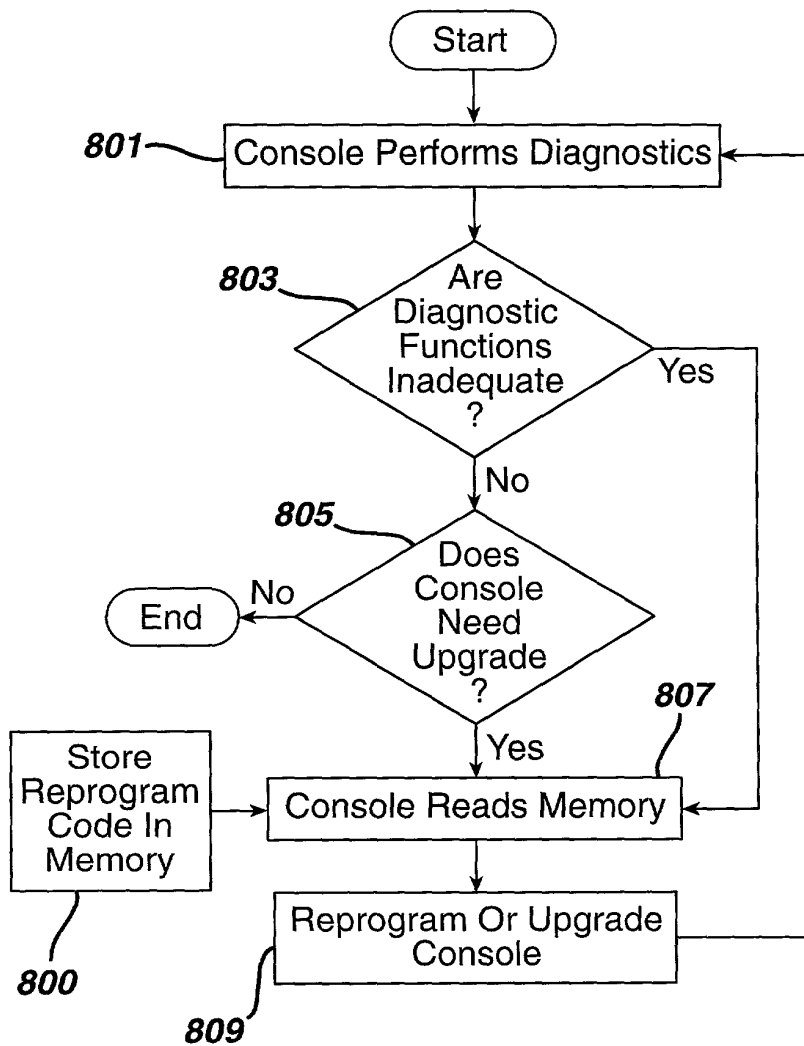 Start
801
Console Performs Diagnostics
803
Are
Diagnostic
Functions
Inadequate
?
Yes
No
805
Does
Console
Need
Upgrade
?
No
End
Yes
807
Store
Reprogram
Code In
Memory
Console Reads Memory
800
Reprogram Or Upgrade
Console
809